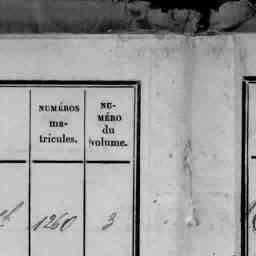 NUMÉROS
ma-
tricules.
NU-
MÉRO
du
volume.
1260 3